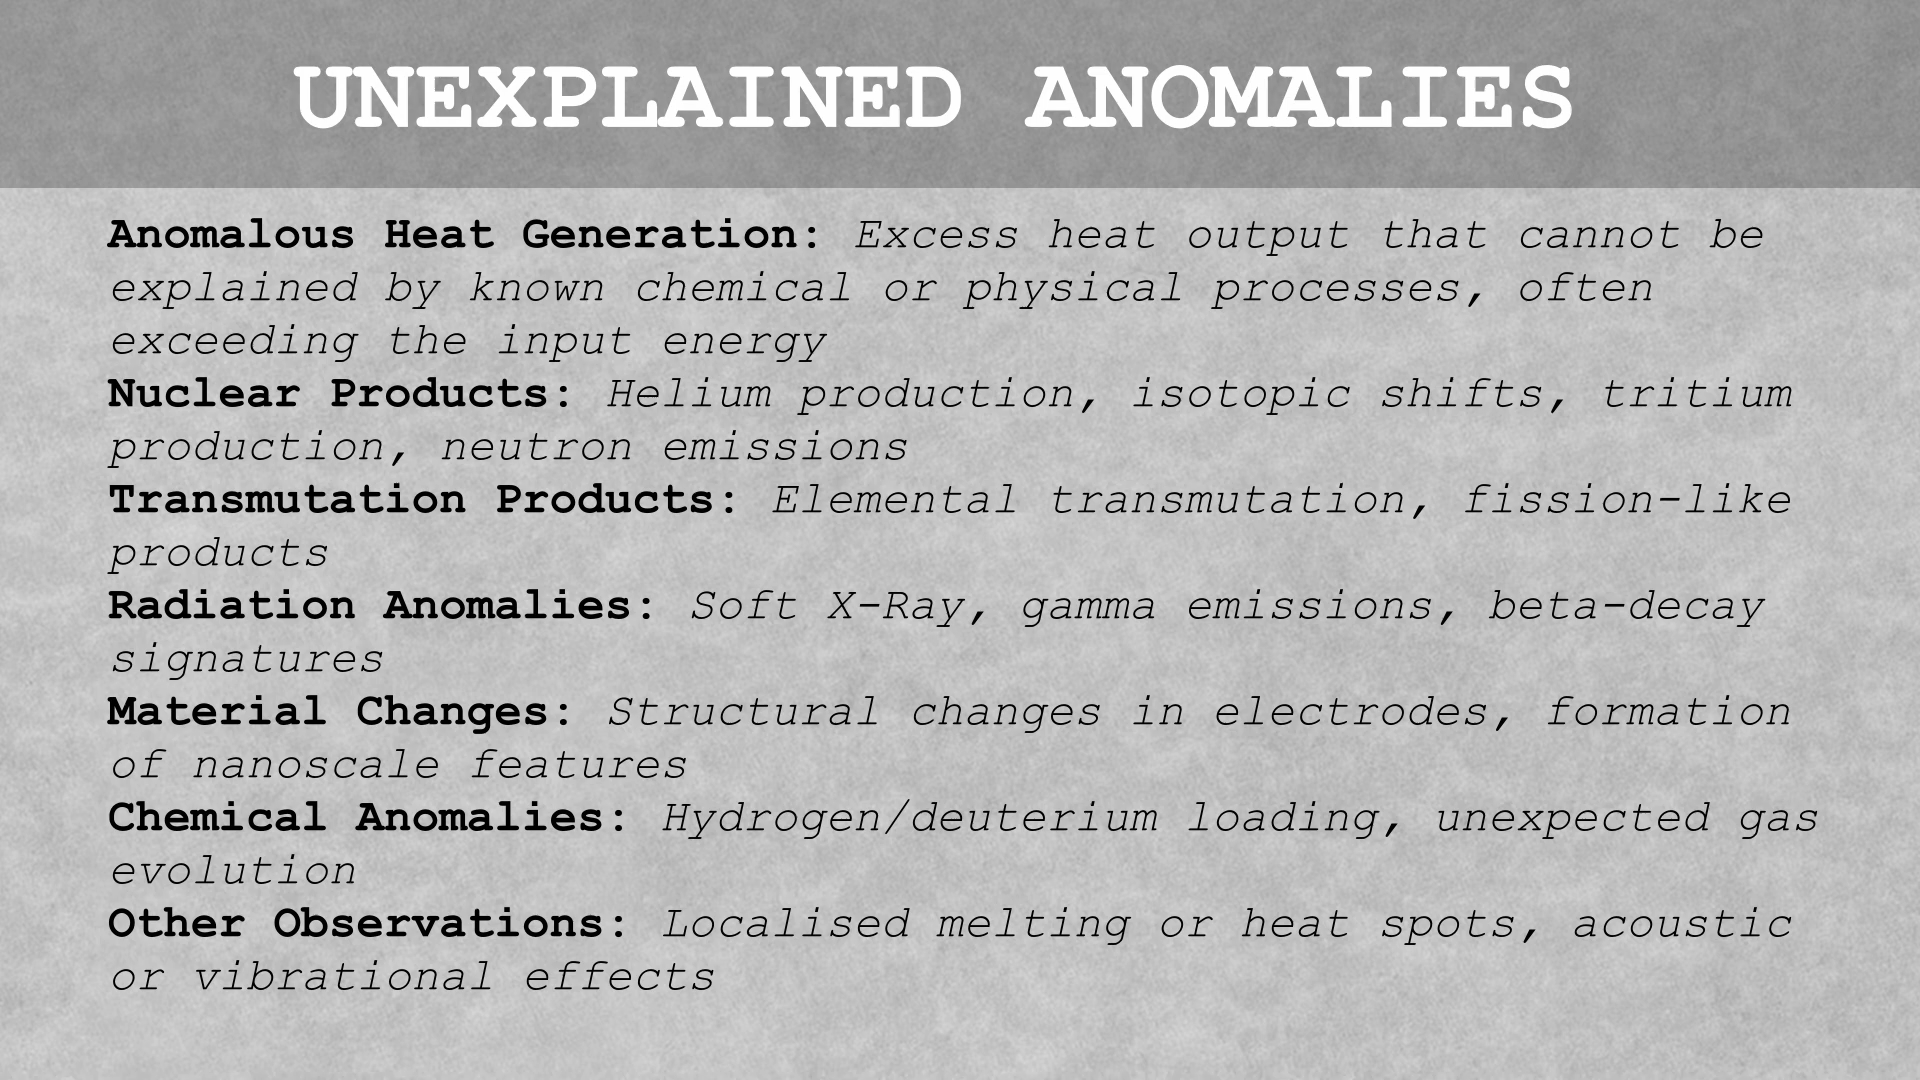 UNEXPLAINED ANOMALIES
Anomalous Heat Generation: Excess heat output that cannot be
explained by known chemical or physical processes, often
exceeding the input energy
Nuclear Products: Helium production, isotopic shifts, tritium
production, neutron emissions
Transmutation Products: Elemental transmutation, fission-like
products
Radiation Anomalies: Soft X-Ray, gamma emissions, beta-decay
signatures
Material Changes: Structural changes in electrodes, formation
of nanoscale features
Chemical Anomalies: Hydrogen/deuterium loading, unexpected gas
evolution
Other Observations: Localised melting or heat spots, acoustic
or vibrational effects